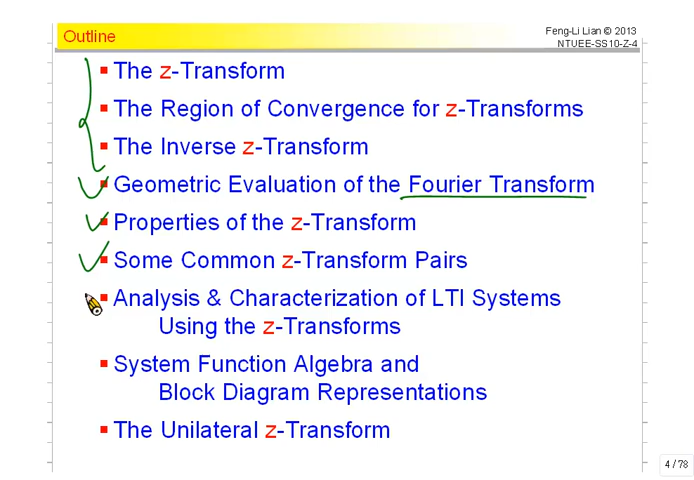 Outline
Feng-Li Lian © 2013
NTUEE-SS10-Z-4
The z-Transform
The Region of Convergence for z-Transforms
The Inverse z-Transform
Geometric Evaluation of the Fourier Transform
Properties of the z-Transform
Some Common z-Transform Pairs
Analysis & Characterization of LTI Systems
Using the z-Transforms
System Function Algebra and
Block Diagram Representations
The Unilateral z-Transform
4 / 78